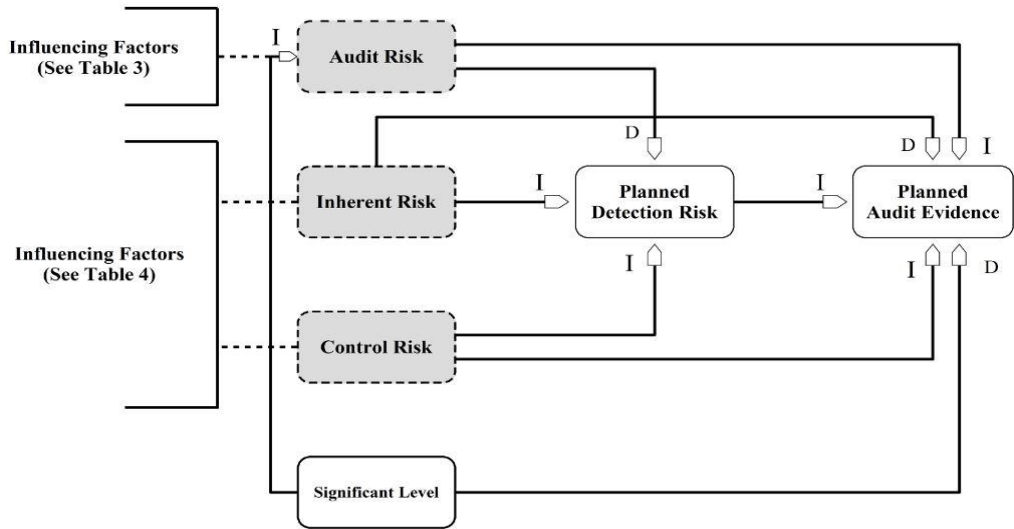 Influencing Factors
(See Table 3)
I
Audit Risk
D
D
I
Inherent Risk
I
Planned
Detection Risk
I
Planned
Audit Evidence
Influencing Factors
(See Table 4)
I
I
D
Control Risk
Significant Level